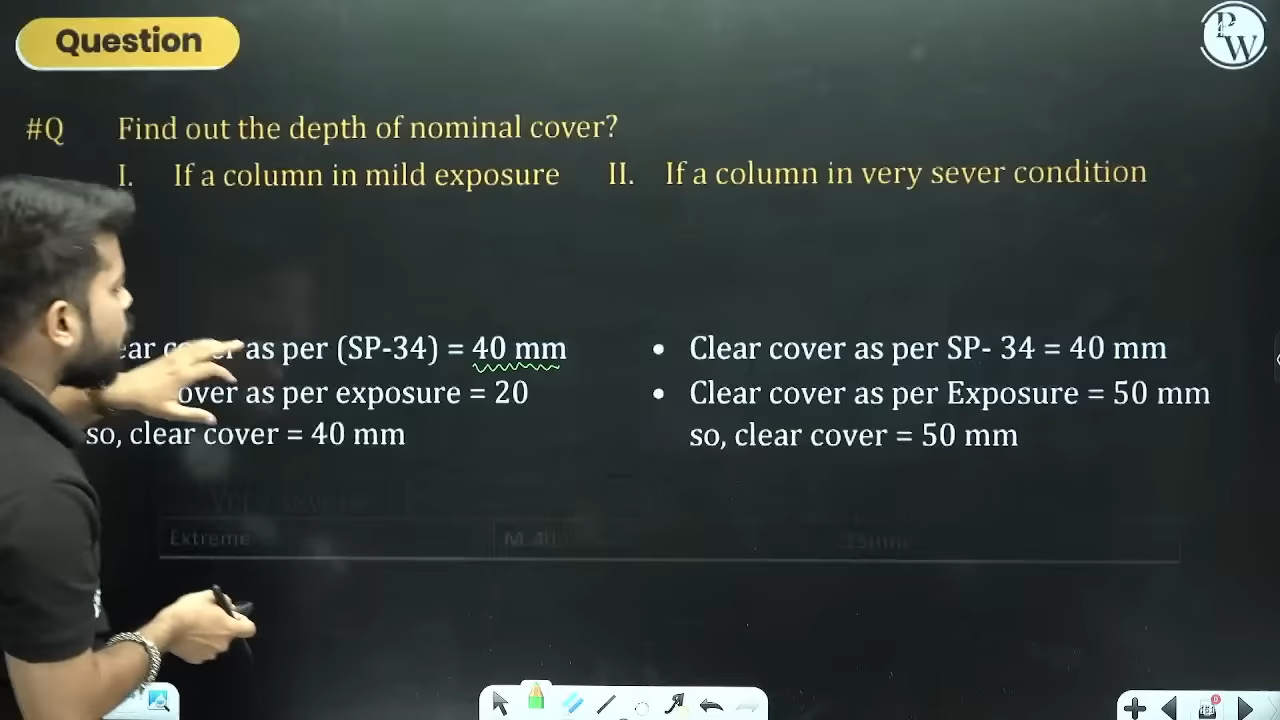 Question
PW
#Q Find out the depth of nominal cover?
I. If a column in mild exposure II. If a column in very sever condition
as per (SP-34) = 40 mm
as per exposure = 20
so, clear cover = 40 mm
• Clear cover as per SP- 34 = 40 mm
• Clear cover as per Exposure = 50 mm
so, clear cover = 50 mm
Extreme